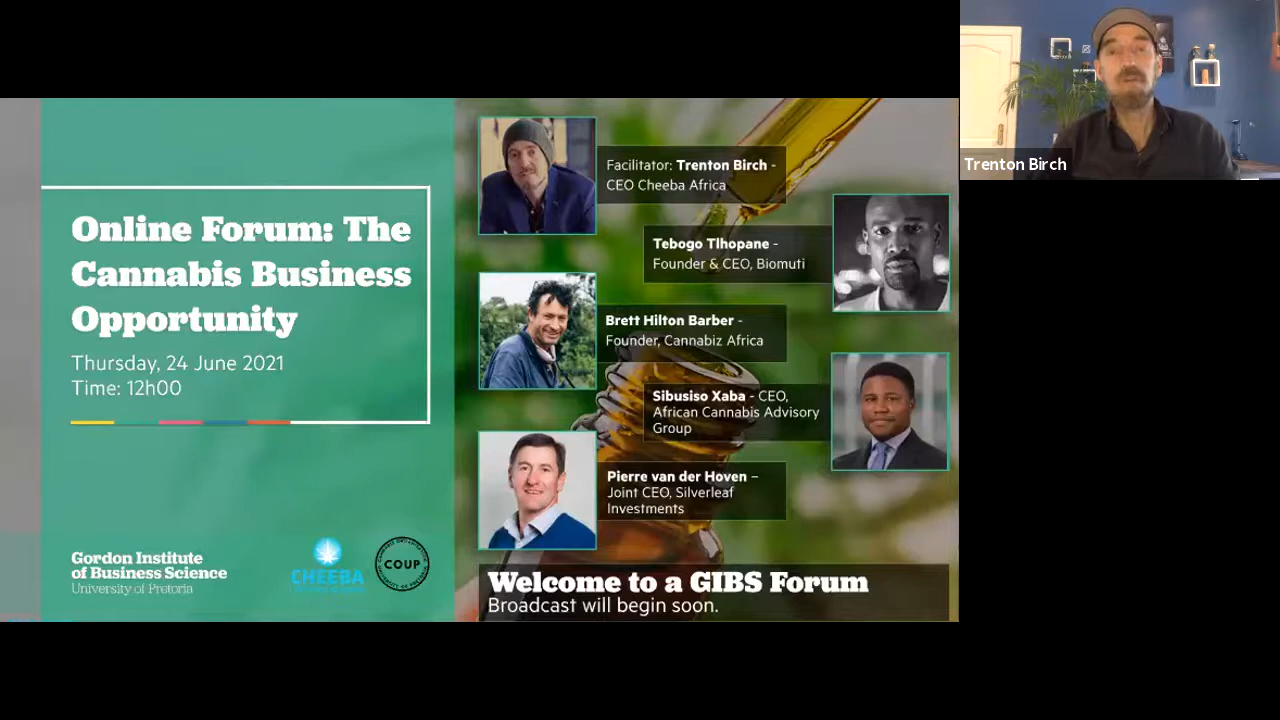 Online Forum: The
Cannabis Business
Opportunity
Thursday, 24 June 2021
Time: 12h00
Gordon Institute
of Business Science
University of Pretoria
CHEEBA
COUP
Facilitator: Trenton Birch -
CEO Cheeba Africa
Tebogo Tlhopane -
Founder & CEO, Biomuti
Brett Hilton Barber -
Founder, Cannabiz Africa
Sibusiso Xaba - CEO,
African Cannabis Advisory
Group
Pierre van der Hoven –
Joint CEO, Silverleaf
Investments
Welcome to a GIBS Forum
Broadcast will begin soon.
Trenton Birch